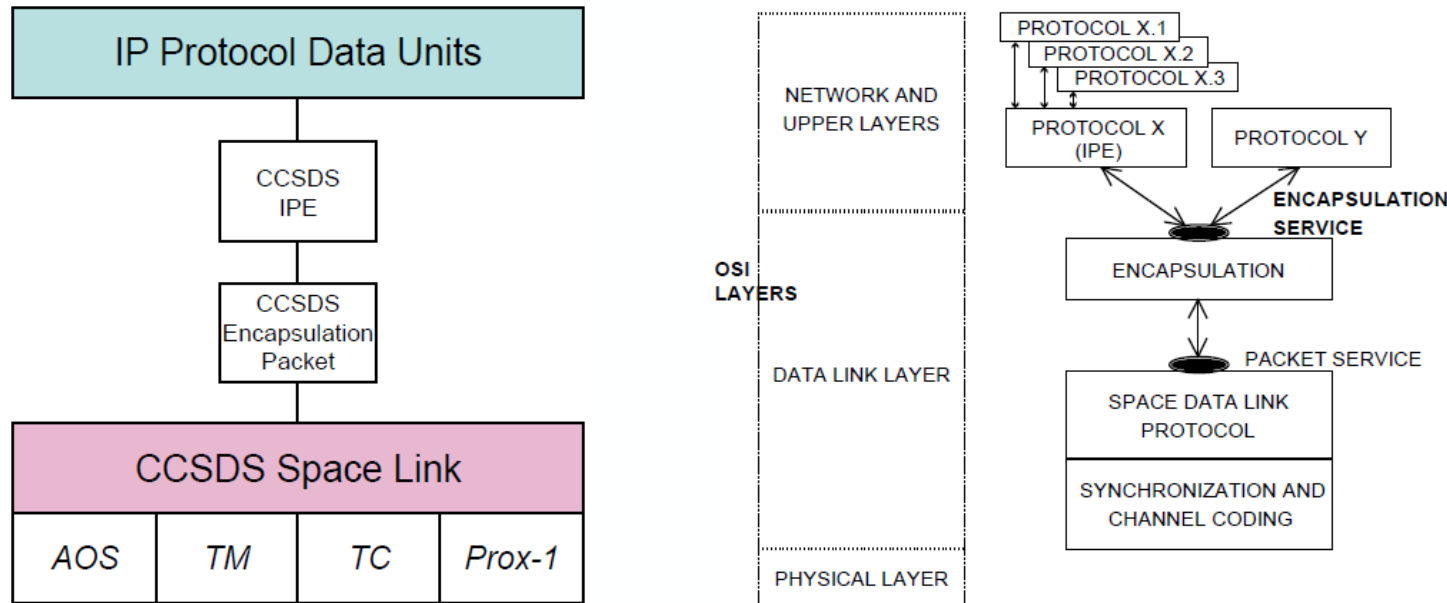 IP Protocol Data Units
CCSDS
IPE
CCSDS
Encapsulation
Packet
CCSDS Space Link
AOS
TM
TC
Prox-1
OSI
LAYERS
NETWORK AND
UPPER LAYERS
DATA LINK LAYER
PHYSICAL LAYER
PROTOCOL X.1
PROTOCOL X.2
PROTOCOL X.3
PROTOCOL X
(IPE)
PROTOCOL Y
ENCAPSULATION
SERVICE
ENCAPSULATION
PACKET SERVICE
SPACE DATA LINK
PROTOCOL
SYNCHRONIZATION AND
CHANNEL CODING